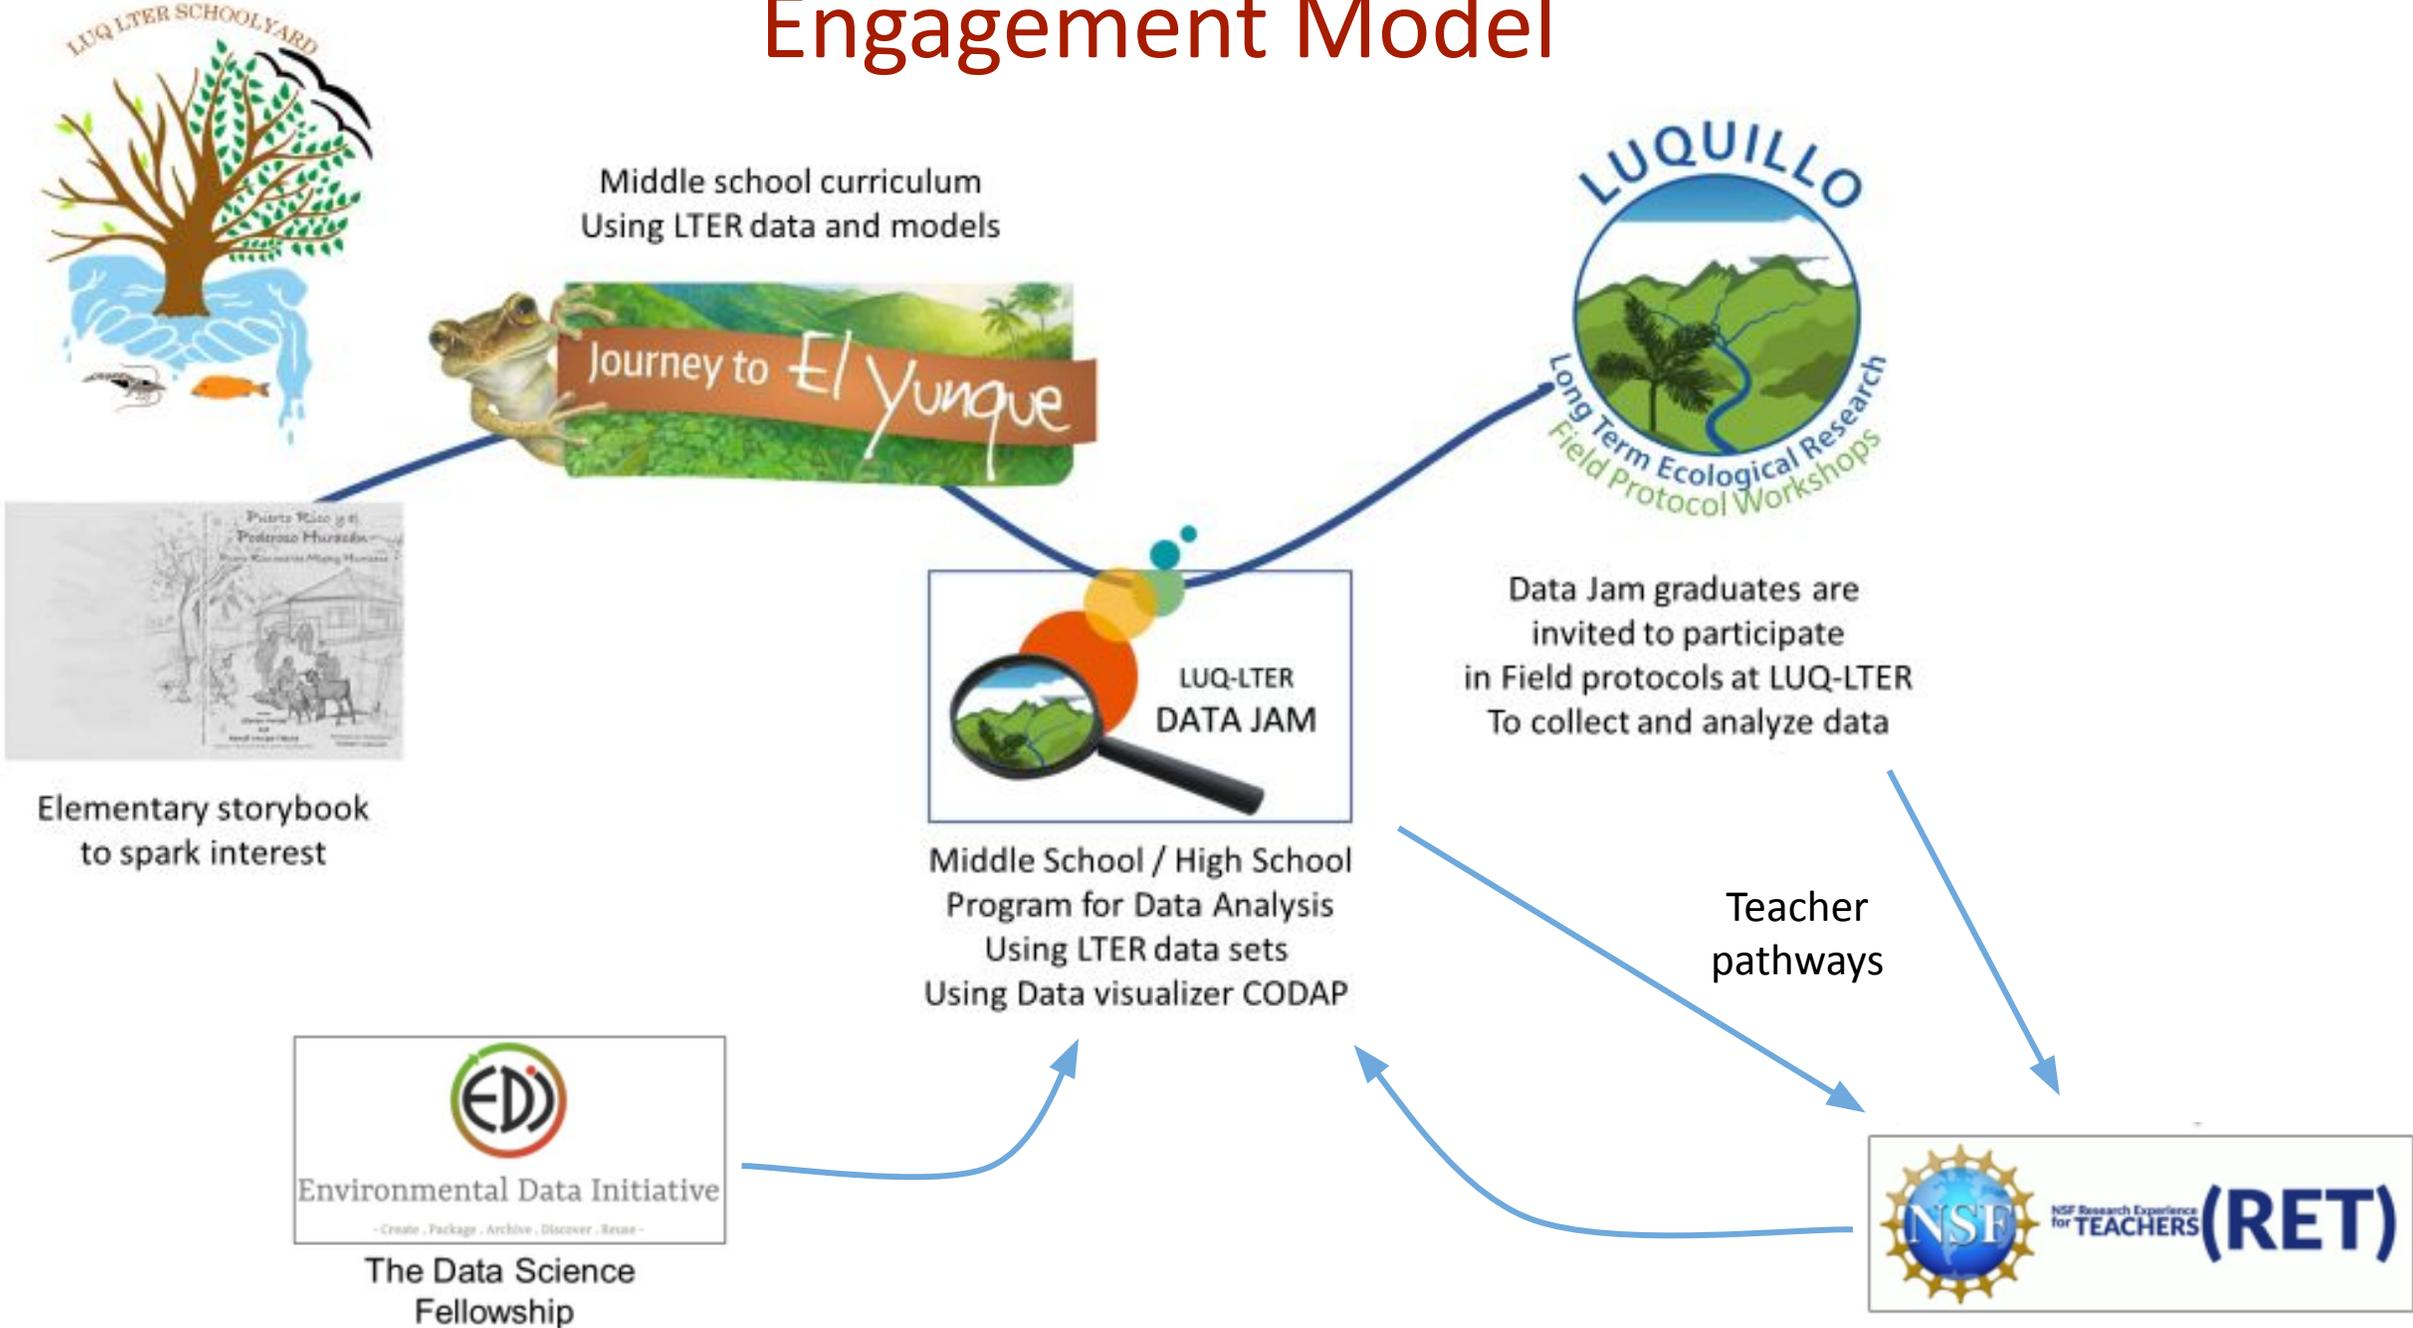 Engagement Model
LUQ LTER SCHOOLYARD
Middle school curriculum
Using LTER data and models
Journey to El Yunque
LUQUILLO
Long Term Ecological Research
Field Protocol Workshops
Puerto Rico y el
Poderoso Huracán
Elementary storybook
to spark interest
LUQ-LTER
DATA JAM
Middle School / High School
Program for Data Analysis
Using LTER data sets
Using Data visualizer CODAP
Data Jam graduates are
invited to participate
in Field protocols at LUQ-LTER
To collect and analyze data
Teacher
pathways
EDI
Environmental Data Initiative
- Create . Package . Archive . Discover . Reuse -
The Data Science
Fellowship
NSF
NSF Research Experience
for TEACHERS (RET)